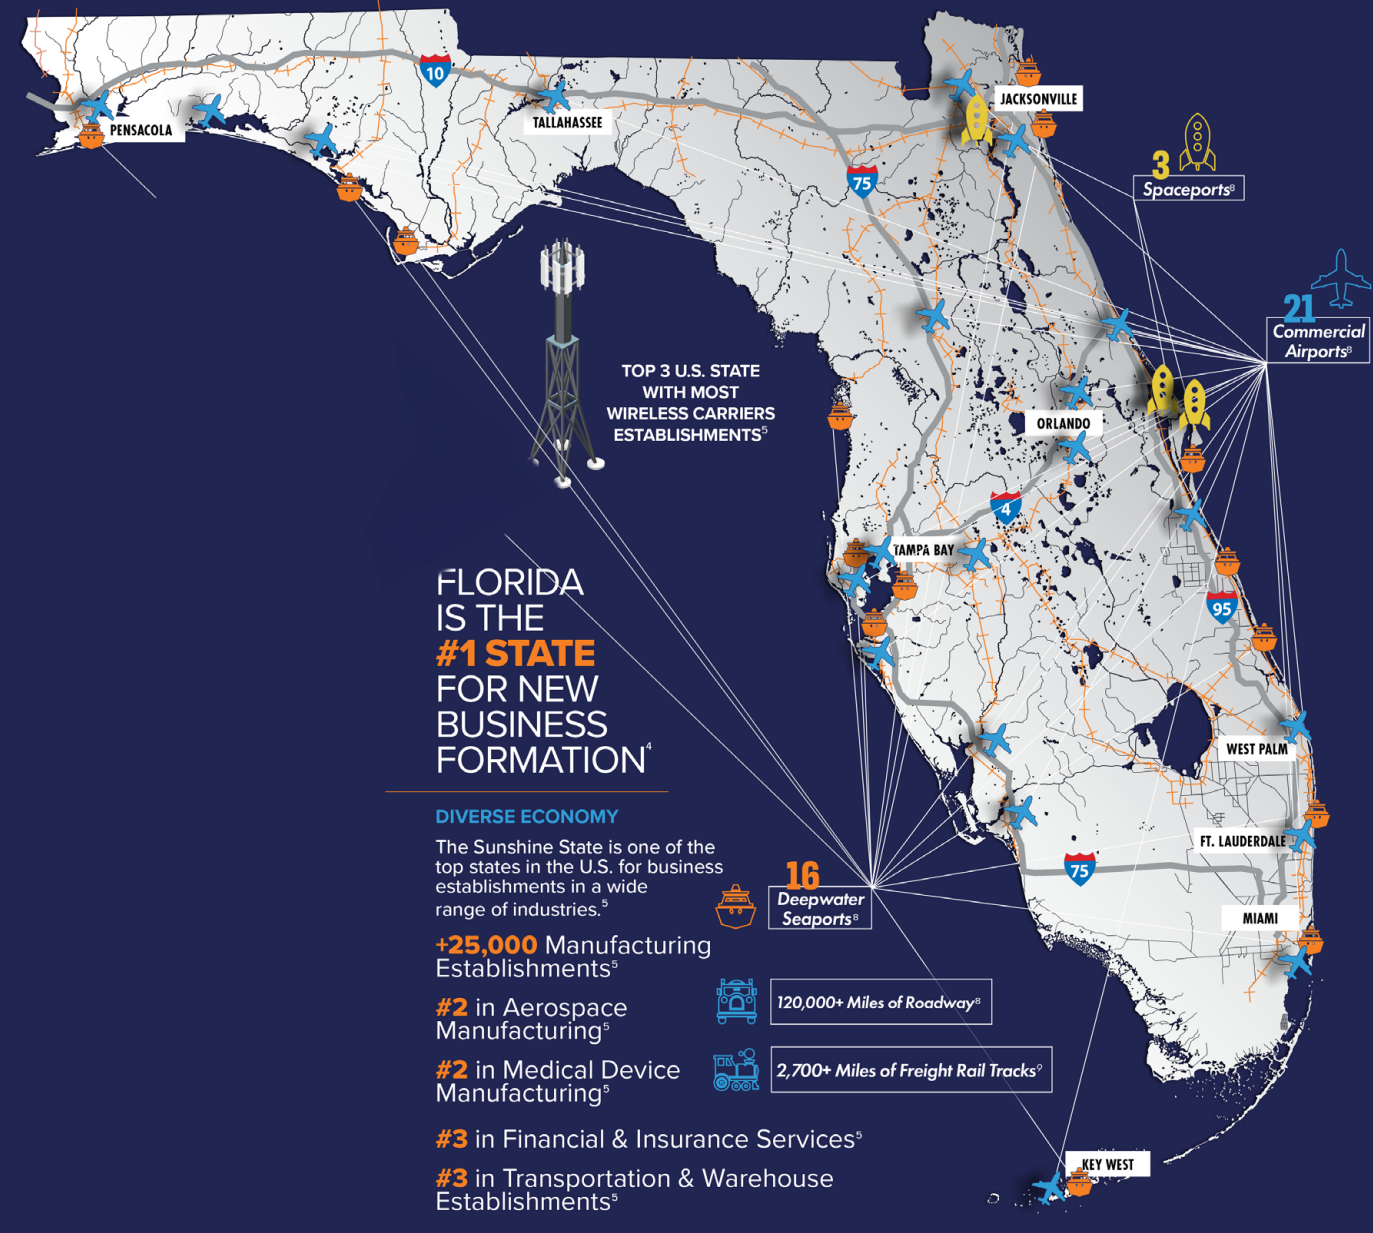 10
PENSACOLA
TALLAHASSEE
JACKSONVILLE
75
3
Spaceports⁸
21
Commercial
Airports⁸
TOP 3 U.S. STATE
WITH MOST
WIRELESS CARRIERS
ESTABLISHMENTS⁵
ORLANDO
4
TAMPA BAY
95
FLORIDA
IS THE
#1 STATE
FOR NEW
BUSINESS
FORMATION⁴
WEST PALM
DIVERSE ECONOMY
The Sunshine State is one of the
top states in the U.S. for business
establishments in a wide
range of industries.⁵
FT. LAUDERDALE
75
16
Deepwater
Seaports⁸
MIAMI
+25,000 Manufacturing
Establishments⁵
#2 in Aerospace
Manufacturing⁵
120,000+ Miles of Roadway⁸
#2 in Medical Device
Manufacturing⁵
2,700+ Miles of Freight Rail Tracks⁹
#3 in Financial & Insurance Services⁵
#3 in Transportation & Warehouse
Establishments⁵
KEY WEST